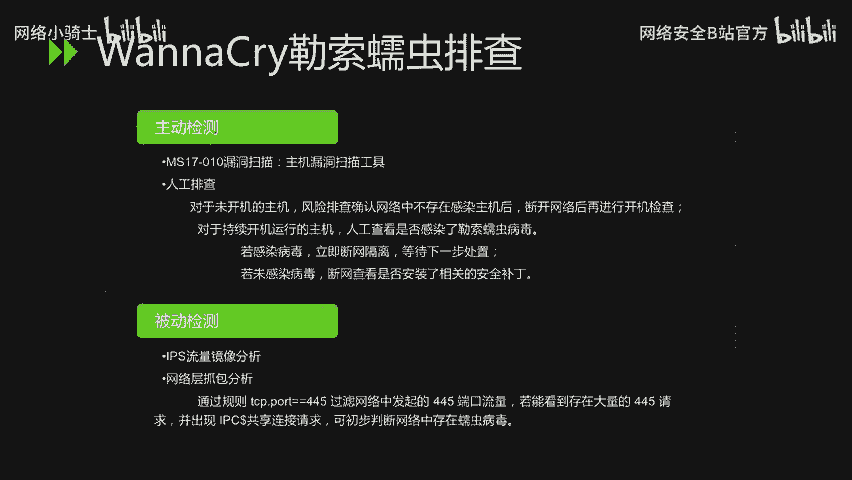 网络小骑士 bilibili
网络安全B站官方 bilibili
WannaCry勒索蠕虫排查
主动检测
•MS17-010漏洞扫描：主机漏洞扫描工具
•人工排查
对于未开机的主机，风险排查确认网络中不存在感染主机后，断开网络后再进行开机检查；
对于持续开机运行的主机，人工查看是否感染了勒索蠕虫病毒。
若感染病毒，立即断网隔离，等待下一步处置；
若未感染病毒，断网查看是否安装了相关的安全补丁。
被动检测
•IPS流量镜像分析
•网络层抓包分析
通过规则 tcp.port==445 过滤网络中发起的 445 端口流量，若能看到存在大量的 445 请
求，并出现 IPC$共享连接请求，可初步判断网络中存在蠕虫病毒。